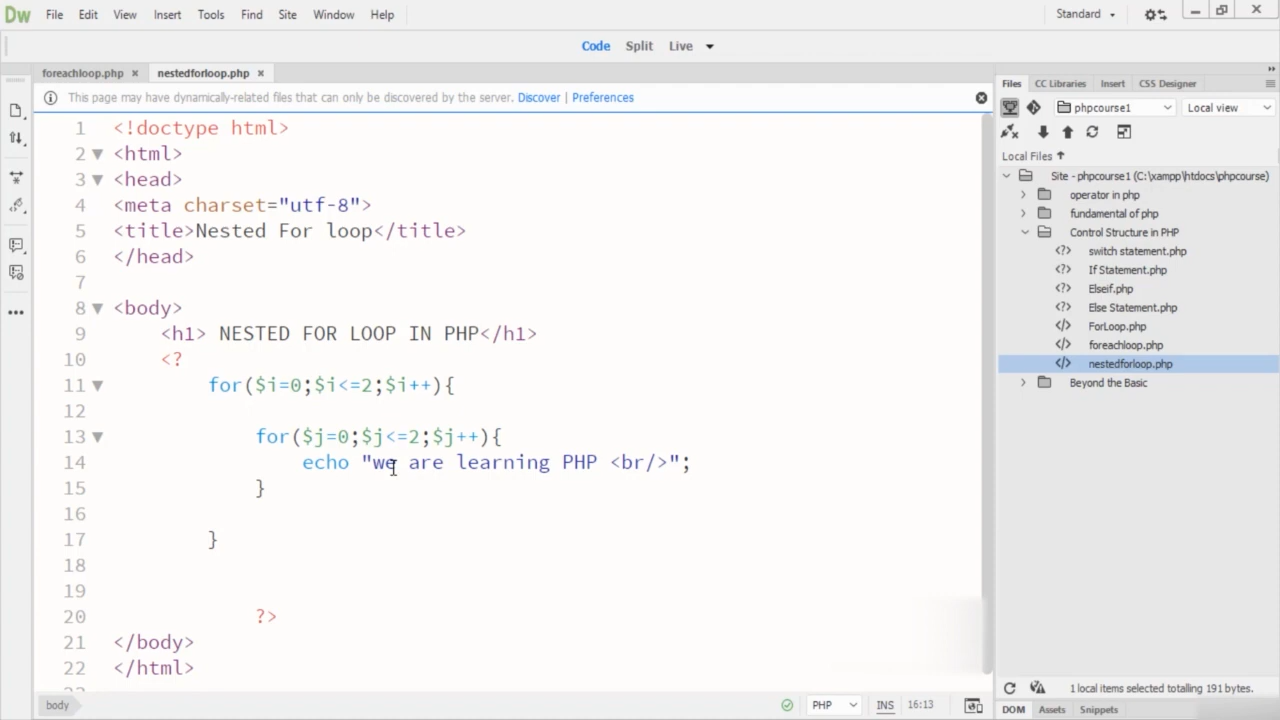 Dw File Edit View Insert Tools Find Site Window Help Standard
Code Split Live
foreachloop.php × nestedforloop.php ×
This page may have dynamically-related files that can only be discovered by the server. Discover | Preferences
1 <!doctype html>
2 <html>
3 <head>
4 <meta charset="utf-8">
5 <title>Nested For loop</title>
6 </head>
7
8 <body>
9 <h1> NESTED FOR LOOP IN PHP</h1>
10 <?
11 for($i=0;$i<=2;$i++){
12
13 for($j=0;$j<=2;$j++){
14 echo "we are learning PHP <br/>";
15 }
16
17 }
18
19
20 ?>
21 </body>
22 </html>
body
PHP INS 16:13
Files CC Libraries Insert CSS Designer
phpcourse1 Local view
Local Files
Site - phpcourse1 (C:\xampp\htdocs\phpcourse)
operator in php
fundamental of php
Control Structure in PHP
switch statement.php
If Statement.php
Elseif.php
Else Statement.php
ForLoop.php
foreachloop.php
nestedforloop.php
Beyond the Basic
1 local items selected totalling 191 bytes.
DOM Assets Snippets